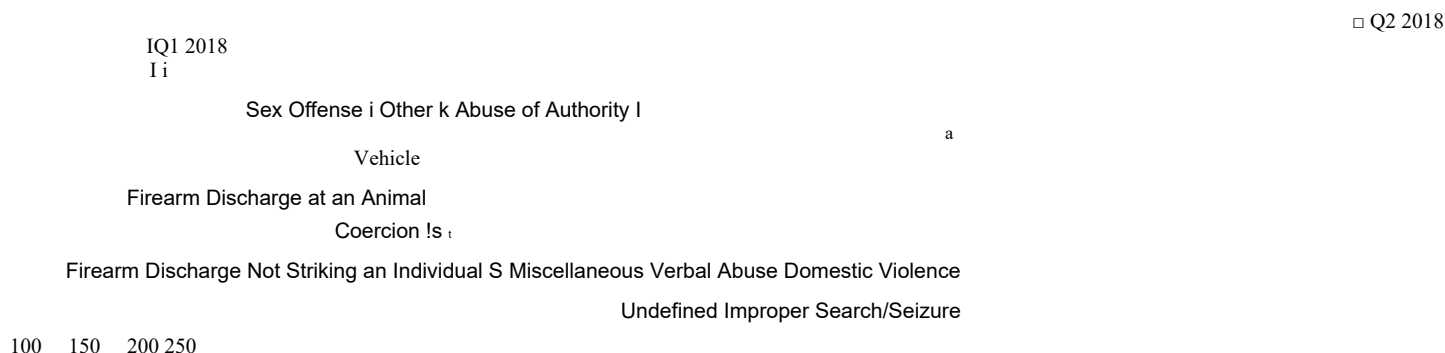 □ Q2 2018
IQ1 2018
I i
Sex Offense i Other k Abuse of Authority I
a
Vehicle
Firearm Discharge at an Animal
Coercion !s t
Firearm Discharge Not Striking an Individual S Miscellaneous Verbal Abuse Domestic Violence
Undefined Improper Search/Seizure
100 150 200 250